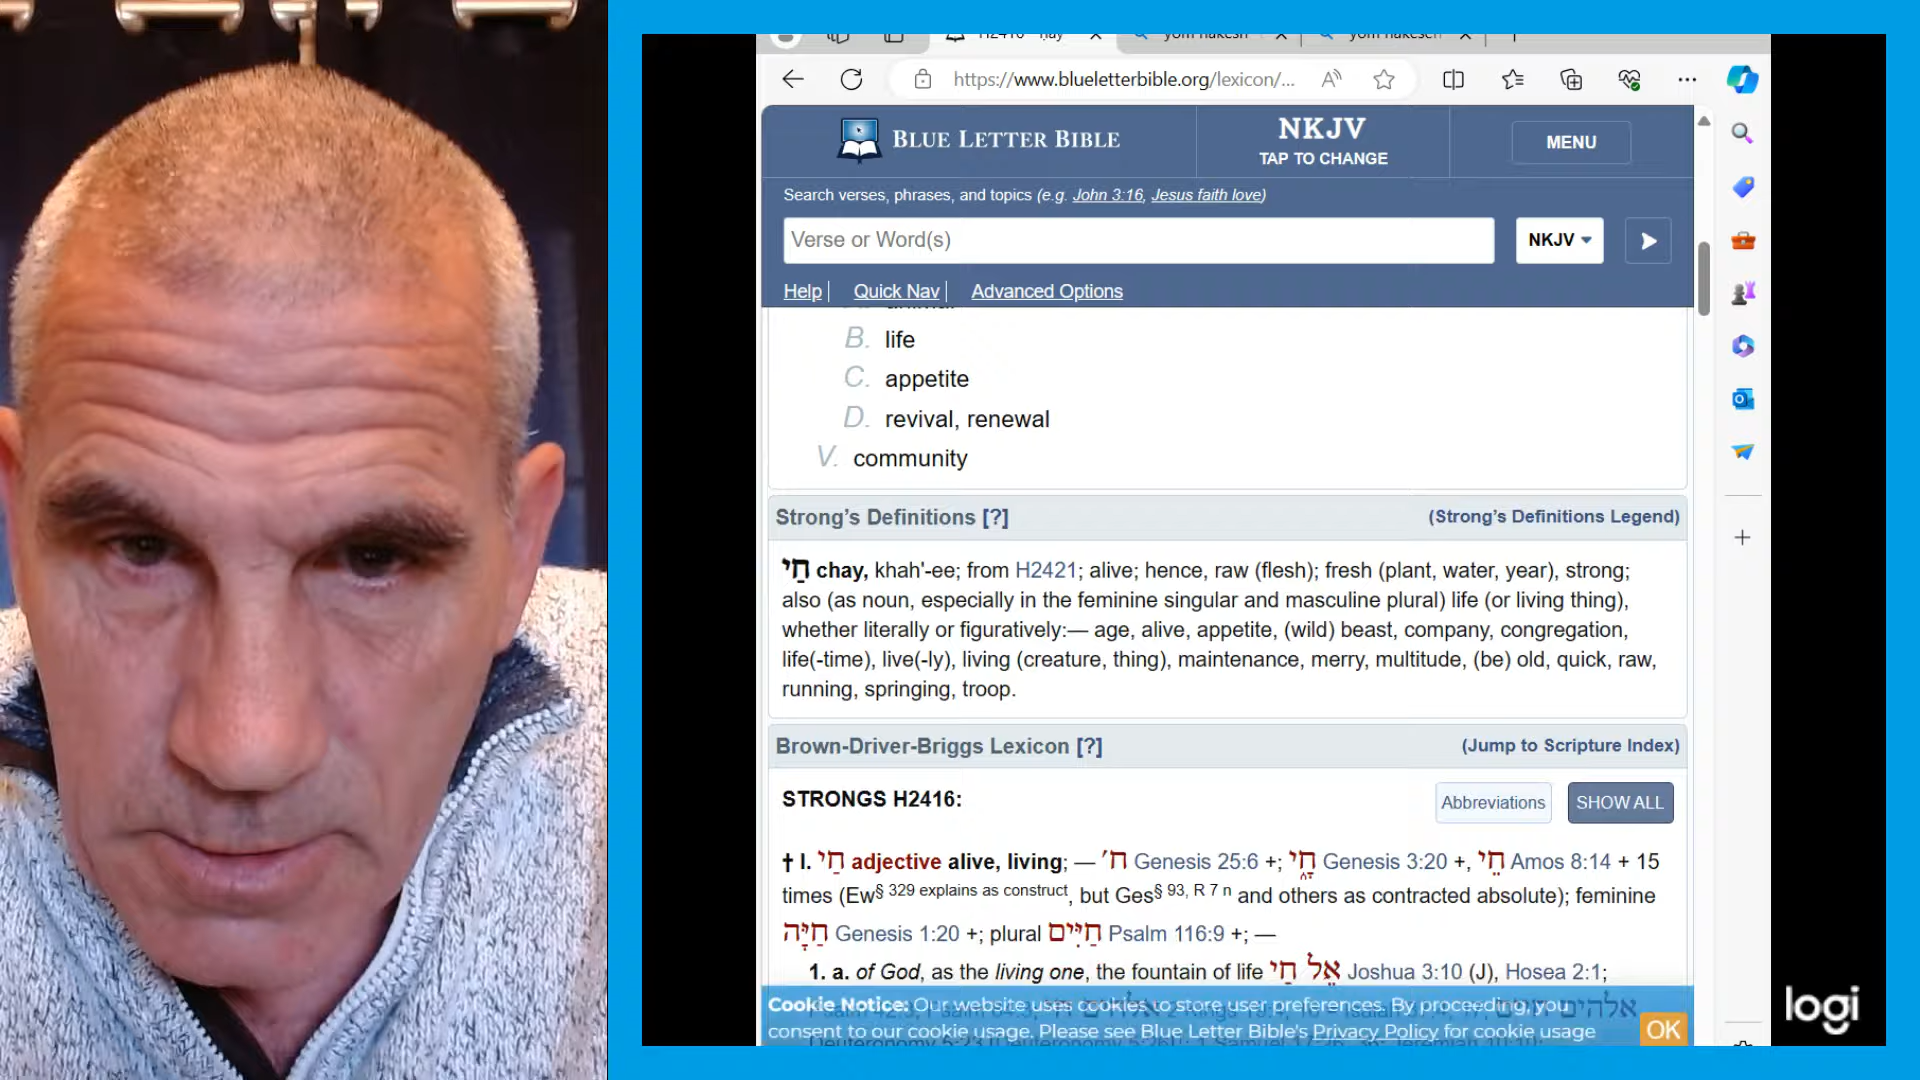 H2416 - ḥay
yom hakesh
yom hakeseh
https://www.blueletterbible.org/lexicon/...
BLUE LETTER BIBLE
NKJV
TAP TO CHANGE
MENU
Search verses, phrases, and topics (e.g. John 3:16, Jesus faith love)
Verse or Word(s)
NKJV
Help| Quick Nav| Advanced Options
animal
B. life
C. appetite
D. revival, renewal
V. community
Strong’s Definitions [?]
(Strong’s Definitions Legend)
חַי chay, khah'-ee; from H2421; alive; hence, raw (flesh); fresh (plant, water, year), strong;
also (as noun, especially in the feminine singular and masculine plural) life (or living thing),
whether literally or figuratively:— age, alive, appetite, (wild) beast, company, congregation,
life(-time), live(-ly), living (creature, thing), maintenance, merry, multitude, (be) old, quick, raw,
running, springing, troop.
Brown-Driver-Briggs Lexicon [?]
(Jump to Scripture Index)
STRONGS H2416:
Abbreviations
SHOW ALL
† I. חַי adjective alive, living; — ח׳ Genesis 25:6 +; חָ֑י Genesis 3:20 +, חֵי Amos 8:14 + 15
times (Ew§ 329 explains as construct, but Ges§ 93, R 7 n and others as contracted absolute); feminine
חַיָּה Genesis 1:20 +; plural חַיִּים Psalm 116:9 +; —
1. a. of God, as the living one, the fountain of life אֵל חַי Joshua 3:10 (J), Hosea 2:1;
Cookie Notice: Our website uses cookies to store user preferences. By proceeding, you
consent to our cookie usage. Please see Blue Letter Bible's Privacy Policy for cookie usage
OK
logi